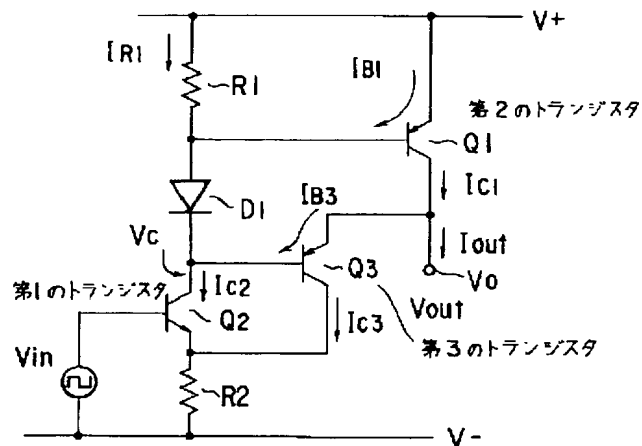 V+
IR1
R1
IB1
第2のトランジスタ
Q1
Ic1
D1
IB3
Iout
Vc
Ic2
Q3
Vo
Vout
第1のトランジスタ
Q2
Ic3
第3のトランジスタ
Vin
R2
V-